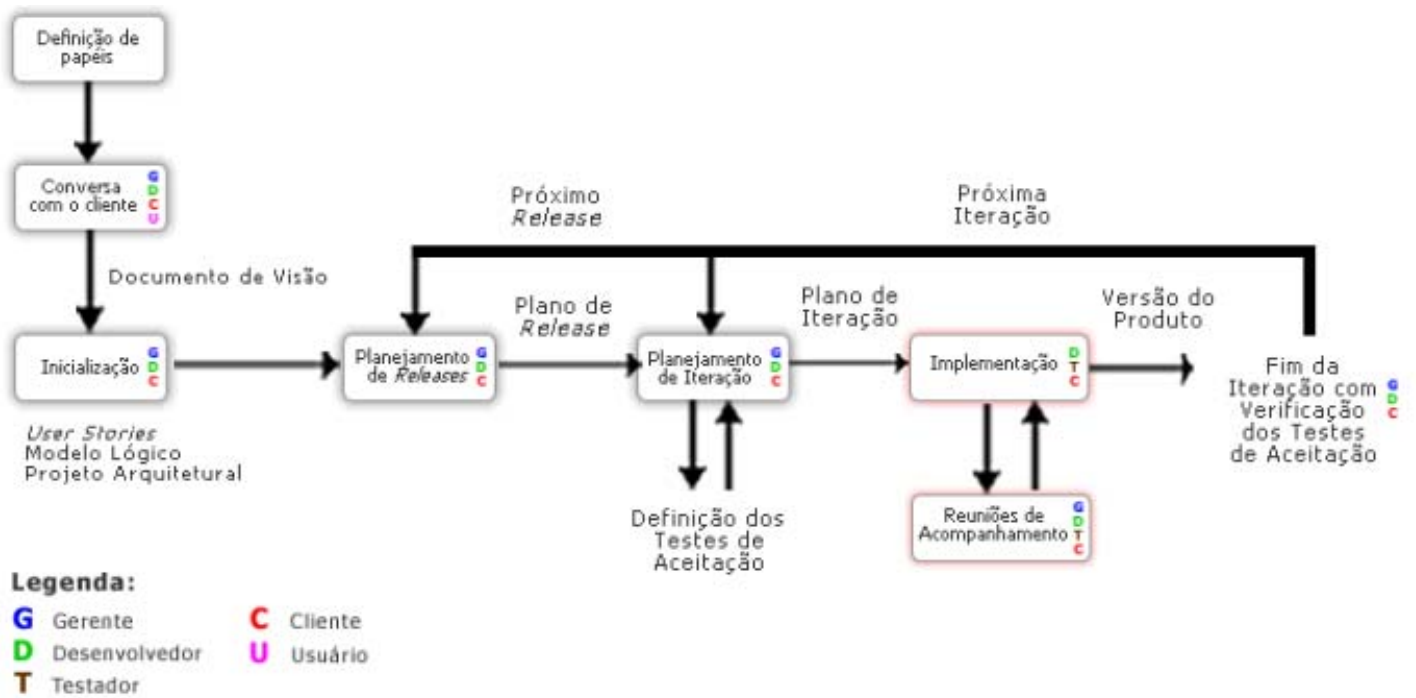 Definição de
papéis
Conversa
com o cliente
G
D
C
U
Documento de Visão
Inicialização
G
D
C
User Stories
Modelo Lógico
Projeto Arquitetural
Próximo
Release
Próxima
Iteração
Planejamento
de Releases
G
D
C
Plano de
Release
Planejamento
de Iteração
G
D
C
Plano de
Iteração
Implementação
D
T
C
Versão do
Produto
Fim da
Iteração com
Verificação
dos Testes
de Aceitação
G
D
C
Definição dos
Testes de
Aceitação
Reuniões de
Acompanhamento
G
D
T
C
Legenda:
G Gerente
C Cliente
D Desenvolvedor
U Usuário
T Testador